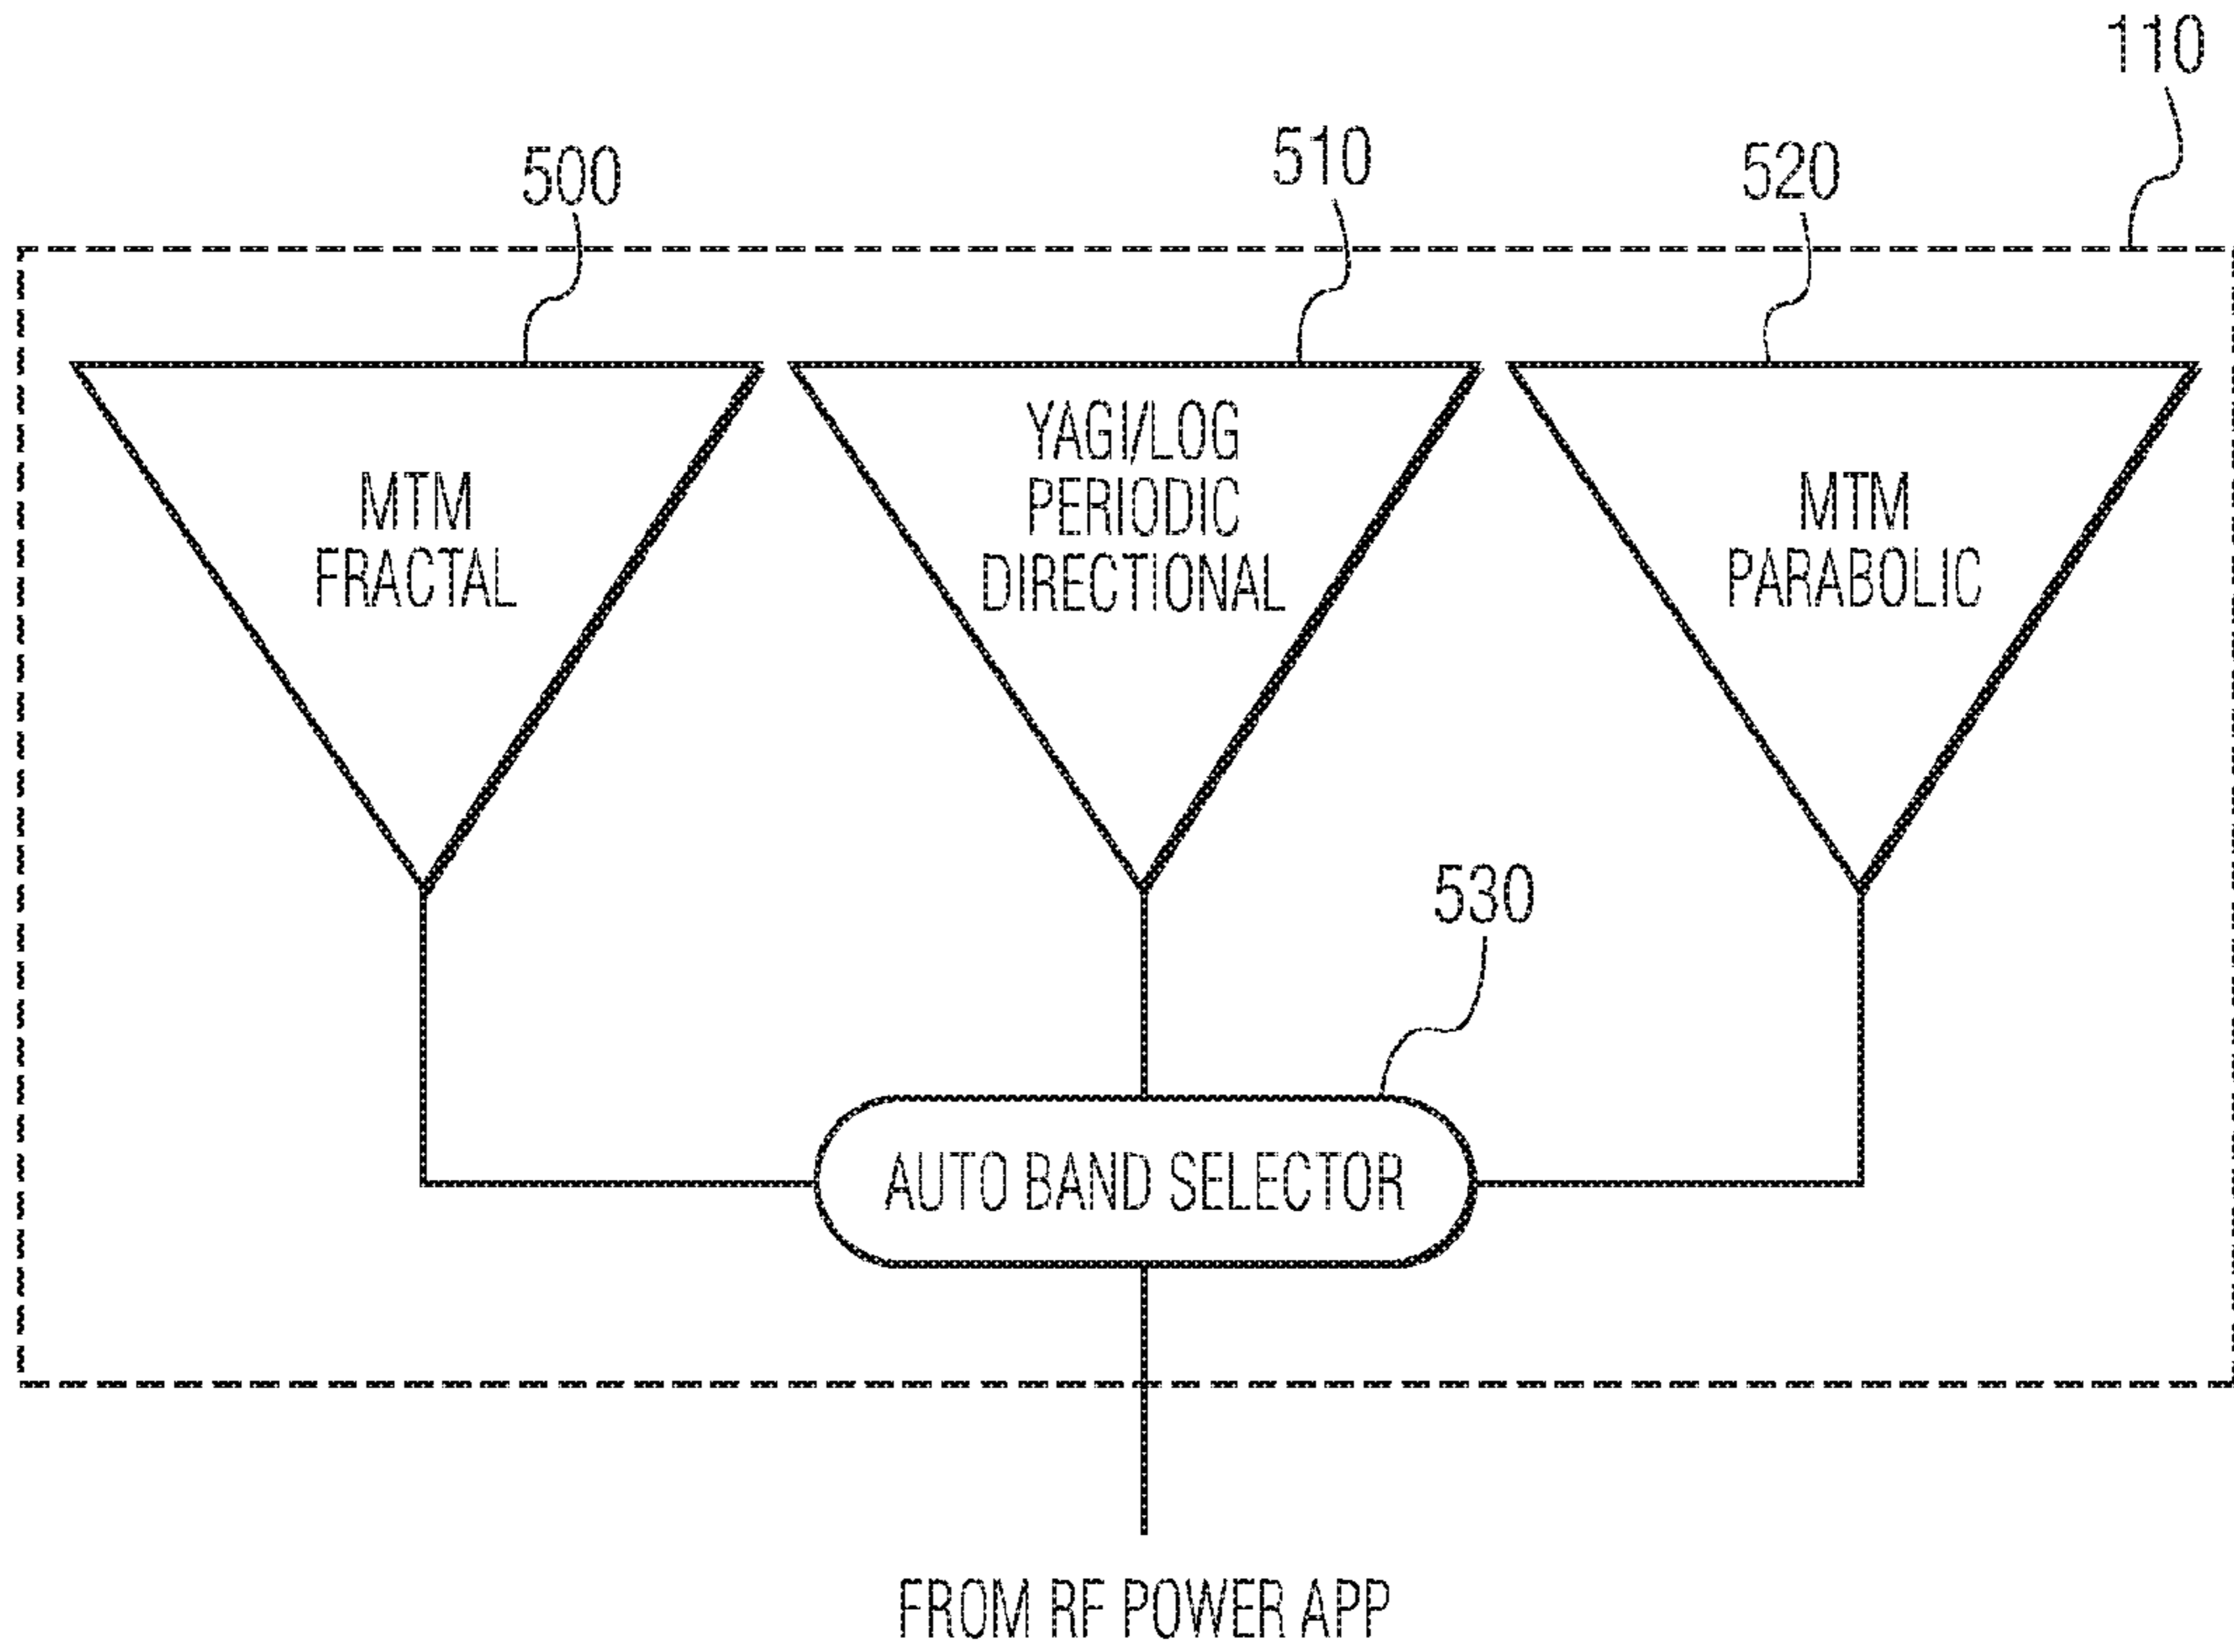 110
500
510
520
MTM
FRACTAL
YAGI/LOG
PERIODIC
DIRECTIONAL
MTM
PARABOLIC
530
AUTO BAND SELECTOR
FROM RF POWER APP